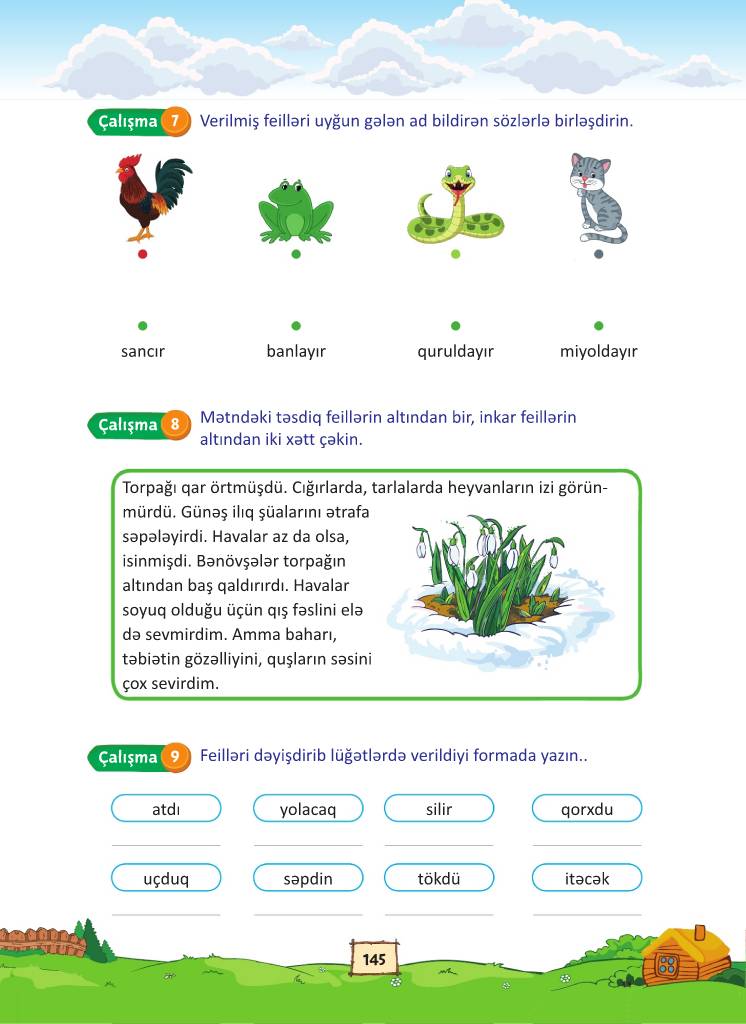 Çalışma 7 Verilmiş feilləri uyğun gələn ad bildirən sözlərlə birləşdirin.
sancır banlayır quruldayır miyoldayır
Çalışma 8 Mətndəki təsdiq feillərin altından bir, inkar feillərin
altından iki xətt çəkin.
Torpağı qar örtmüşdü. Cığırlarda, tarlalarda heyvanların izi görün-
mürdü. Günəş ilıq şüalarını ətrafa
səpələyirdi. Havalar az da olsa,
isinmişdi. Bənövşələr torpağın
altından baş qaldırırdı. Havalar
soyuq olduğu üçün qış fəslini elə
də sevmirdim. Amma baharı,
təbiətin gözəlliyini, quşların səsini
çox sevirdim.
Çalışma 9 Feilləri dəyişdirib lüğətlərdə verildiyi formada yazın..
atdı yolacaq silir qorxdu
uçduq səpdin tökdü itəcək
145